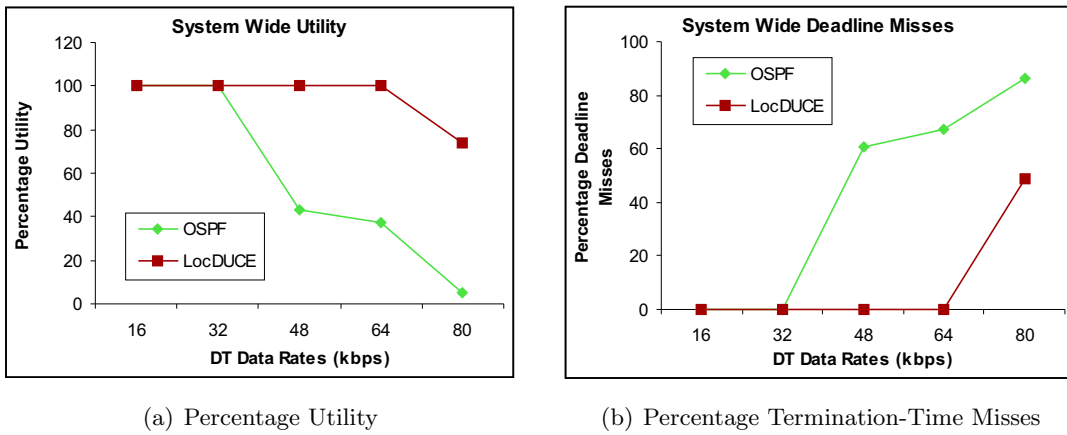 System Wide Utility
120
100
80
60
40
20
0
Percentage Utility
OSPF
LocDUCE
16 32 48 64 80
DT Data Rates (kbps)
(a) Percentage Utility
System Wide Deadline Misses
100
80
60
40
20
0
Percentage Deadline
Misses
OSPF
LocDUCE
16 32 48 64 80
DT Data Rates (kbps)
(b) Percentage Termination-Time Misses